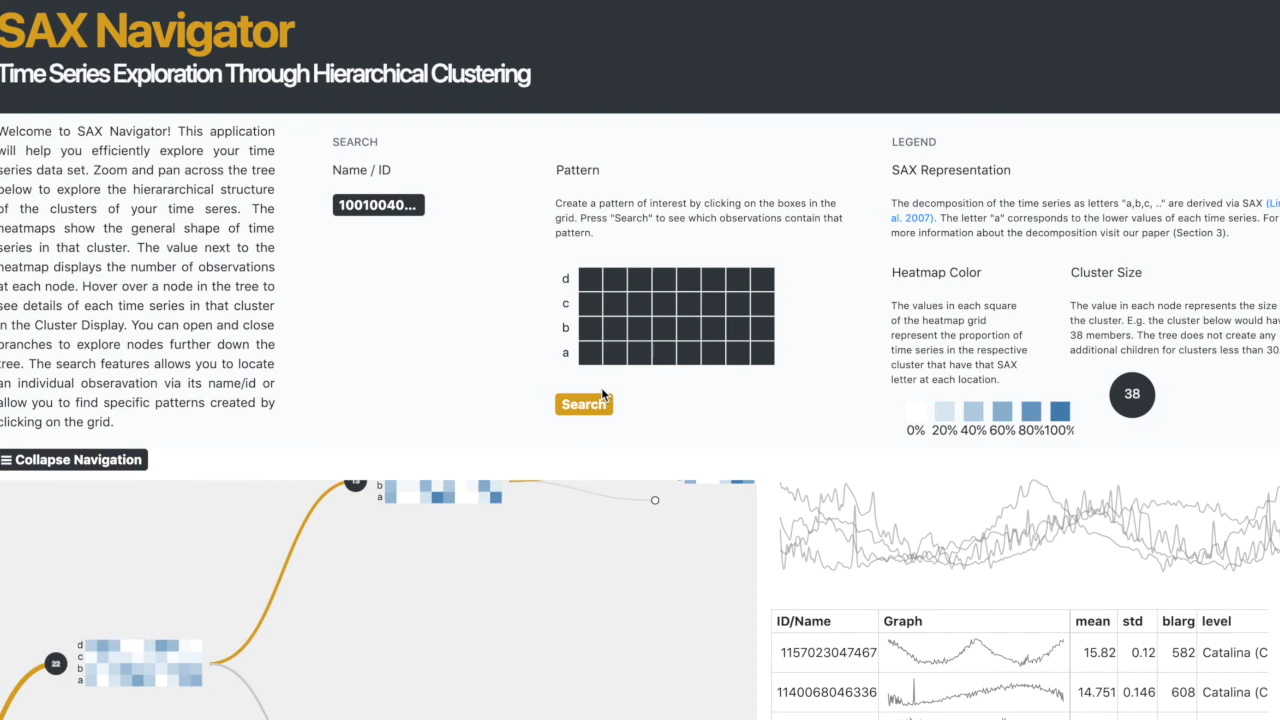 SAX Navigator
Time Series Exploration Through Hierarchical Clustering
Welcome to SAX Navigator! This application
will help you efficiently explore your time
series data set. Zoom and pan across the tree
below to explore the hierararchical structure
of the clusters of your time seres. The
heatmaps show the general shape of time
series in that cluster. The value next to the
heatmap displays the number of observations
at each node. Hover over a node in the tree to
see details of each time series in that cluster
in the Cluster Display. You can open and close
branches to explore nodes further down the
tree. The search features allows you to locate
an individual obseravation via its name/id or
allow you to find specific patterns created by
clicking on the grid.
Collapse Navigation
SEARCH
Name / ID
10010040...
Pattern
Create a pattern of interest by clicking on the boxes in the
grid. Press "Search" to see which observations contain that
pattern.
d
c
b
a
Search
LEGEND
SAX Representation
The decomposition of the time series as letters "a,b,c, .." are derived via SAX (Li
al. 2007). The letter "a" corresponds to the lower values of each time series. For
more information about the decomposition visit our paper (Section 3).
Heatmap Color
The values in each square
of the heatmap grid
represent the proportion of
time series in the respective
cluster that have that SAX
letter at each location.
0% 20% 40% 60% 80% 100%
Cluster Size
The value in each node represents the size
the cluster. E.g. the cluster below would hav
38 members. The tree does not create any
additional children for clusters less than 30.
38
b
a
22
d
c
b
a
ID/Name Graph mean std blarg level
1157023047467 15.82 0.12 582 Catalina (C
1140068046336 14.751 0.146 608 Catalina (C